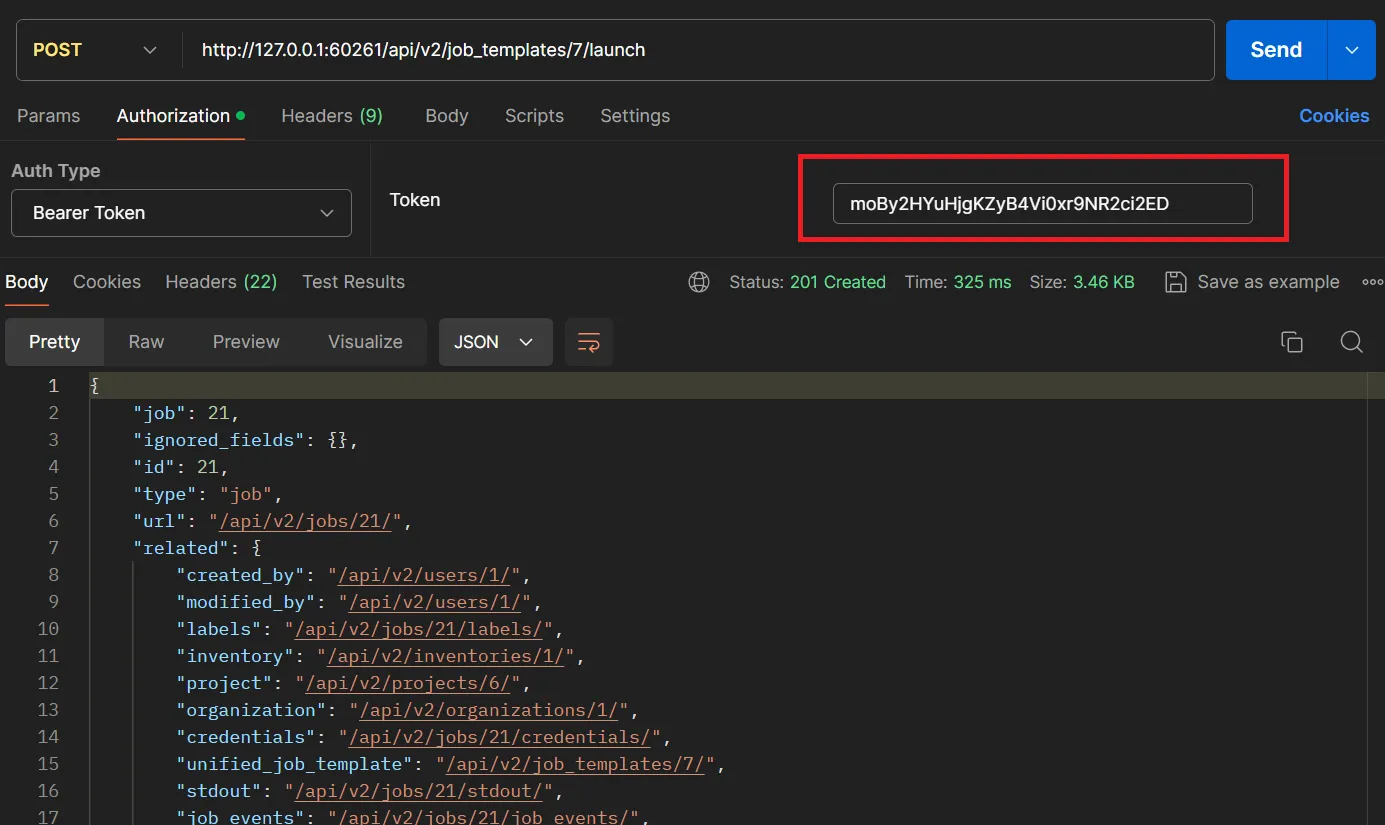 POST http://127.0.0.1:60261/api/v2/job_templates/7/launch Send
Params Authorization Headers (9) Body Scripts Settings Cookies
Auth Type
Bearer Token
Token moBy2HYuHjgKZyB4Vi0xr9NR2ci2ED
Body Cookies Headers (22) Test Results Status: 201 Created Time: 325 ms Size: 3.46 KB Save as example
Pretty Raw Preview Visualize JSON
1 {
2 "job": 21,
3 "ignored_fields": {},
4 "id": 21,
5 "type": "job",
6 "url": "/api/v2/jobs/21/",
7 "related": {
8 "created_by": "/api/v2/users/1/",
9 "modified_by": "/api/v2/users/1/",
10 "labels": "/api/v2/jobs/21/labels/",
11 "inventory": "/api/v2/inventories/1/",
12 "project": "/api/v2/projects/6/",
13 "organization": "/api/v2/organizations/1/",
14 "credentials": "/api/v2/jobs/21/credentials/",
15 "unified_job_template": "/api/v2/job_templates/7/",
16 "stdout": "/api/v2/jobs/21/stdout/",
17 "job_events": "/api/v2/jobs/21/job_events/",